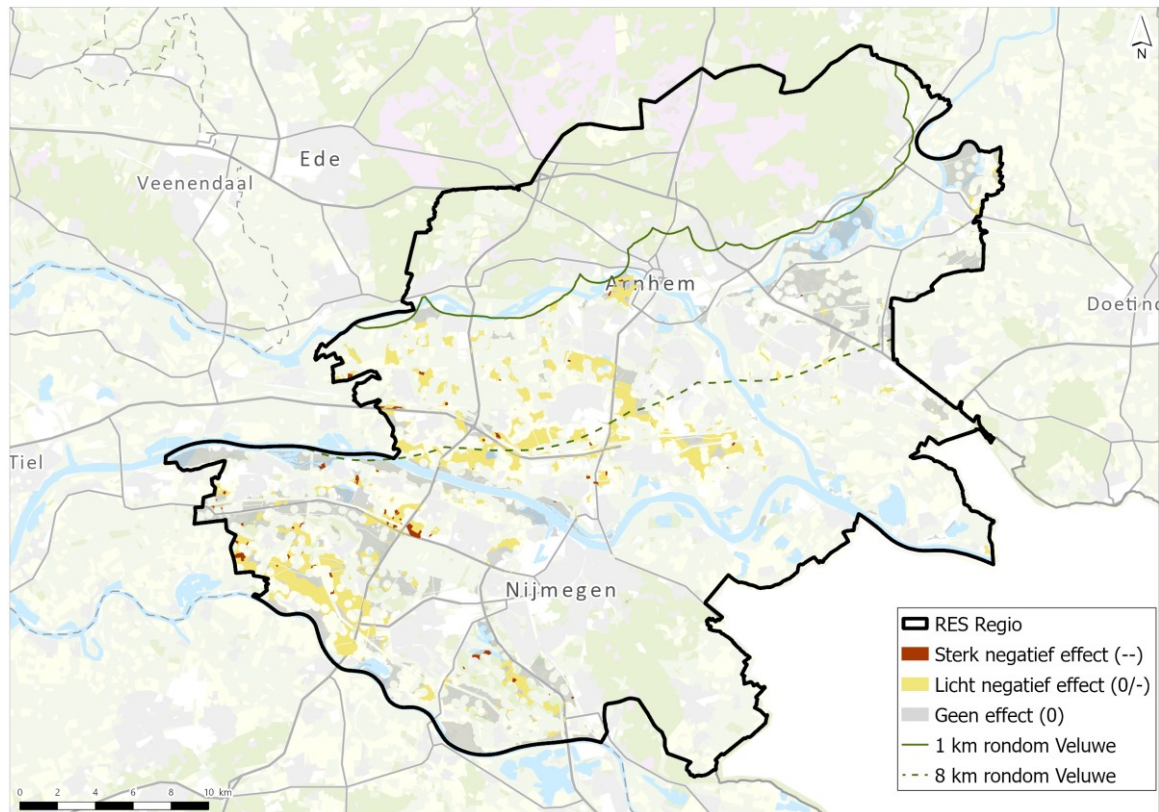 N
Ede
Veenendaal
Arnhem
Doetinc
Tiel
Nijmegen
RES Regio
Sterk negatief effect (--)
Licht negatief effect (0/-)
Geen effect (0)
1 km rondom Veluwe
8 km rondom Veluwe
0 2 4 6 8 10 km